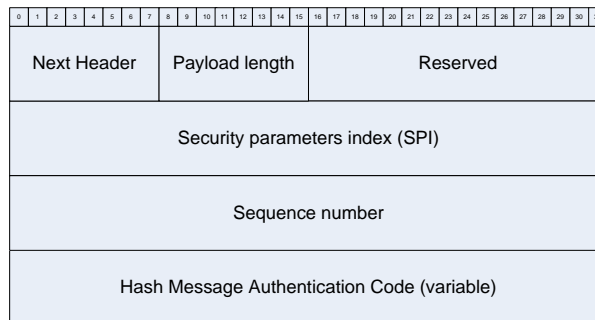 0 1 2 3 4 5 6 7 8 9 10 11 12 13 14 15 16 17 18 19 20 21 22 23 24 25 26 27 28 29 30
Next Header Payload length Reserved
Security parameters index (SPI)
Sequence number
Hash Message Authentication Code (variable)